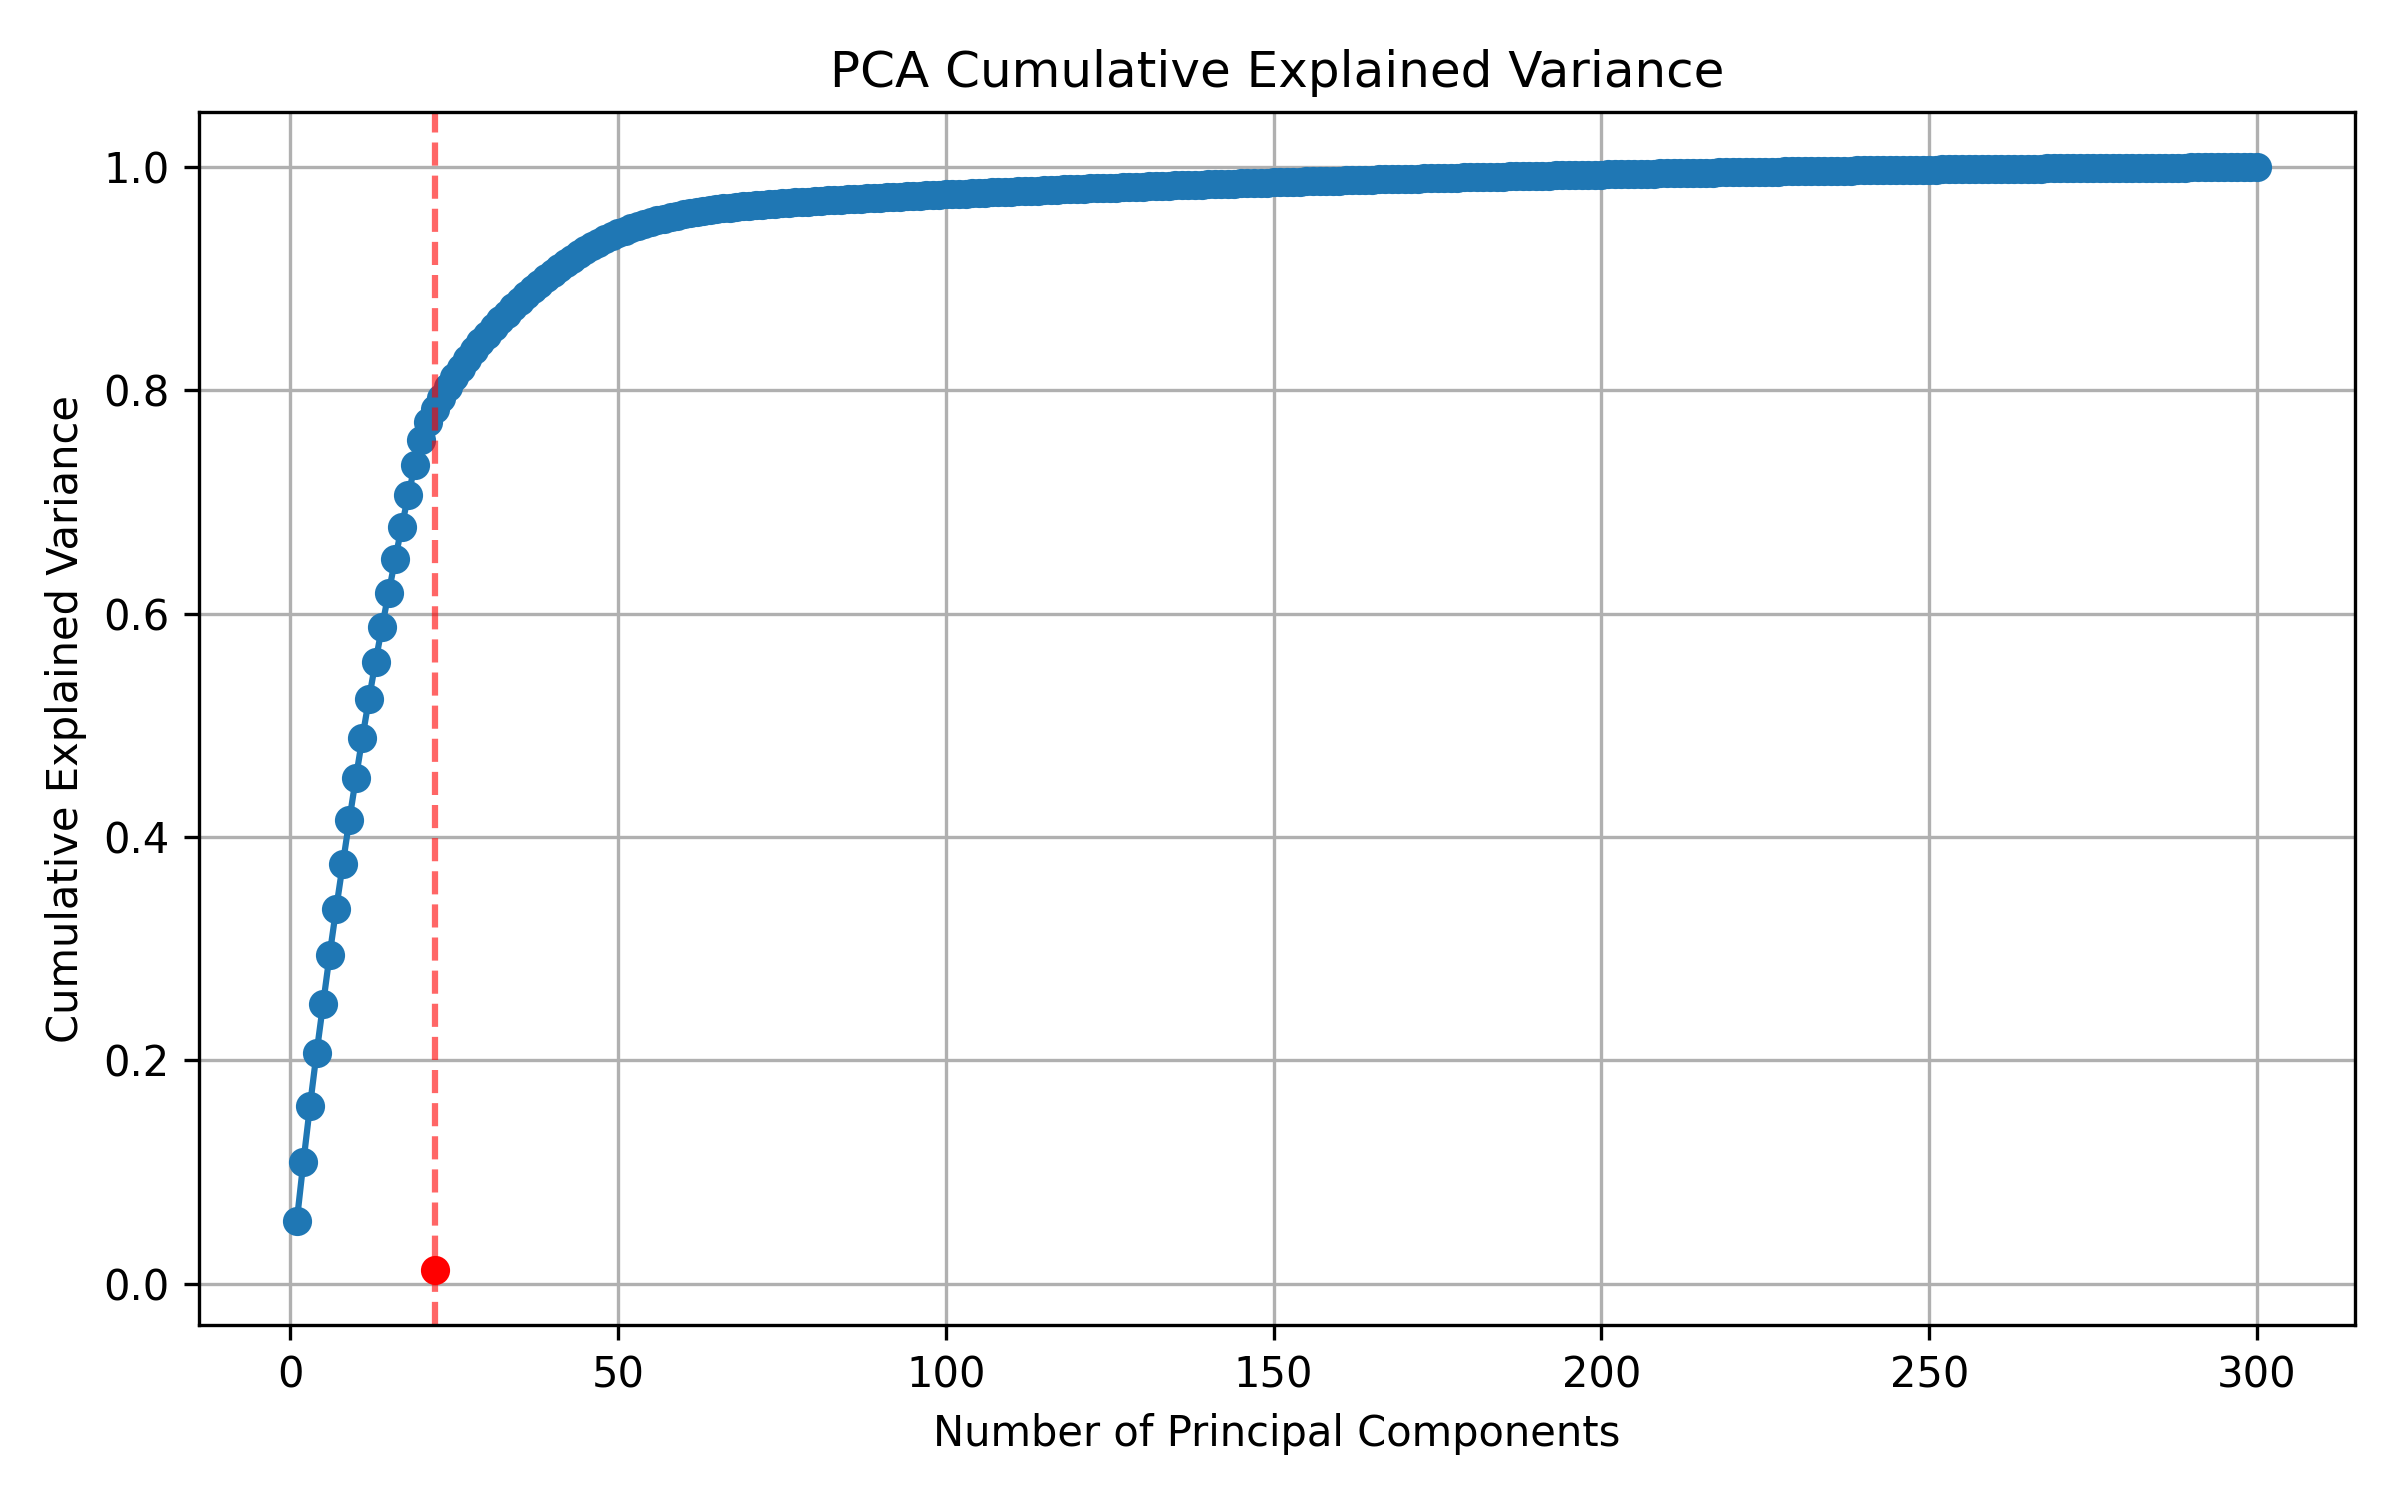 PCA Cumulative Explained Variance
Cumulative Explained Variance
1.0
0.8
0.6
0.4
0.2
0.0
0 50 100 150 200 250 300
Number of Principal Components